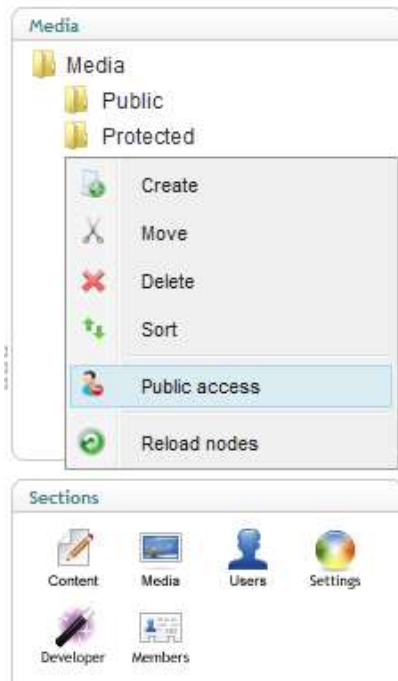 Media
Media
Public
Protected
Create
Move
Delete
Sort
Public access
Reload nodes
Sections
Content Media Users Settings
Developer Members